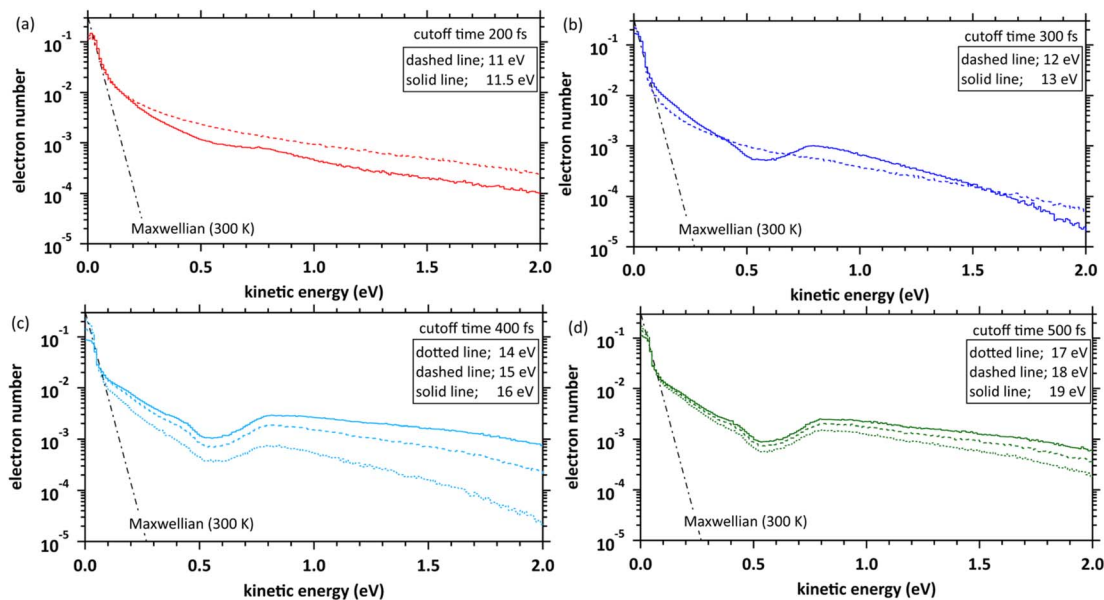 (a)
cutoff time 200 fs
dashed line; 11 eV
solid line; 11.5 eV
electron number
10-1
10-2
10-3
10-4
10-5
Maxwellian (300 K)
0.0 0.5 1.0 1.5 2.0
kinetic energy (eV)
(b)
cutoff time 300 fs
dashed line; 12 eV
solid line; 13 eV
electron number
10-1
10-2
10-3
10-4
10-5
Maxwellian (300 K)
0.0 0.5 1.0 1.5 2.0
kinetic energy (eV)
(c)
cutoff time 400 fs
dotted line; 14 eV
dashed line; 15 eV
solid line; 16 eV
electron number
10-1
10-2
10-3
10-4
10-5
Maxwellian (300 K)
0.0 0.5 1.0 1.5 2.0
kinetic energy (eV)
(d)
cutoff time 500 fs
dotted line; 17 eV
dashed line; 18 eV
solid line; 19 eV
electron number
10-1
10-2
10-3
10-4
10-5
Maxwellian (300 K)
0.0 0.5 1.0 1.5 2.0
kinetic energy (eV)